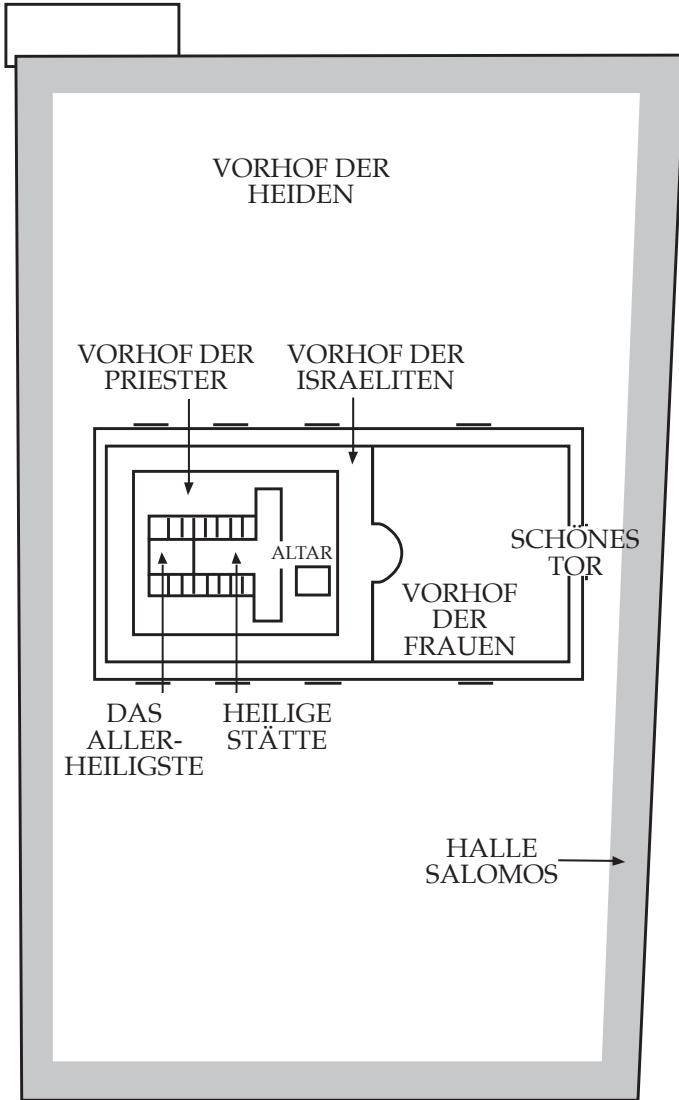 VORHOF DER
HEIDEN
VORHOF DER
PRIESTER
VORHOF DER
ISRAELITEN
ALTAR
SCHÖNES
TOR
VORHOF
DER
FRAUEN
DAS
ALLER-
HEILIGSTE
HEILIGE
STÄTTE
HALLE
SALOMOS